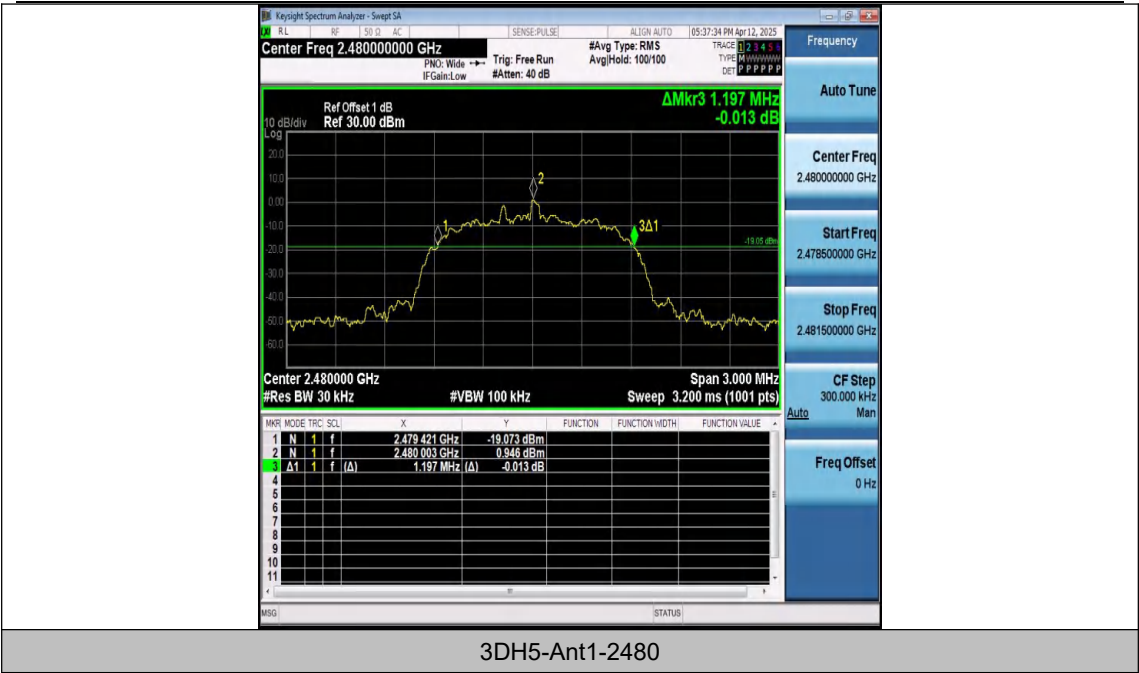 Keysight Spectrum Analyzer - Swept SA
RL RF 50 Ω AC SENSE:PULSE ALIGN AUTO 05:37:34 PM Apr 12, 2025
Center Freq 2.480000000 GHz
PNO: Wide
IFGain:Low
Trig: Free Run
#Atten: 40 dB
#Avg Type: RMS
Avg|Hold: 100/100
TRACE 1 2 3 4 5 6
TYPE M WWWWW
DET P P P P P P
Ref Offset 1 dB
Ref 30.00 dBm
10 dB/div
Log
ΔMkr3 1.197 MHz
-0.013 dB
20.0
10.0
0.00
-10.0
-20.0
-30.0
-40.0
-50.0
-60.0
1
2
3Δ1
-19.05 dBm
Center 2.480000 GHz
Span 3.000 MHz
#Res BW 30 kHz
#VBW 100 kHz
Sweep 3.200 ms (1001 pts)
MKR MODE TRC SCL X Y FUNCTION FUNCTION WIDTH FUNCTION VALUE
1 N 1 f 2.479 421 GHz -19.073 dBm
2 N 1 f 2.480 003 GHz 0.946 dBm
3 Δ1 1 f (Δ) 1.197 MHz (Δ) -0.013 dB
4
5
6
7
8
9
10
11
MSG STATUS
Frequency
Auto Tune
Center Freq
2.480000000 GHz
Start Freq
2.478500000 GHz
Stop Freq
2.481500000 GHz
CF Step
300.000 kHz
Auto Man
Freq Offset
0 Hz
3DH5-Ant1-2480